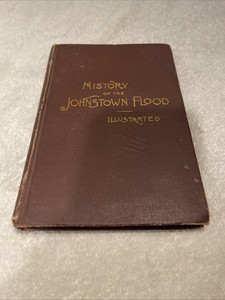 HISTORY
OF THE
JOHNSTOWN FLOOD
ILLUSTRATED